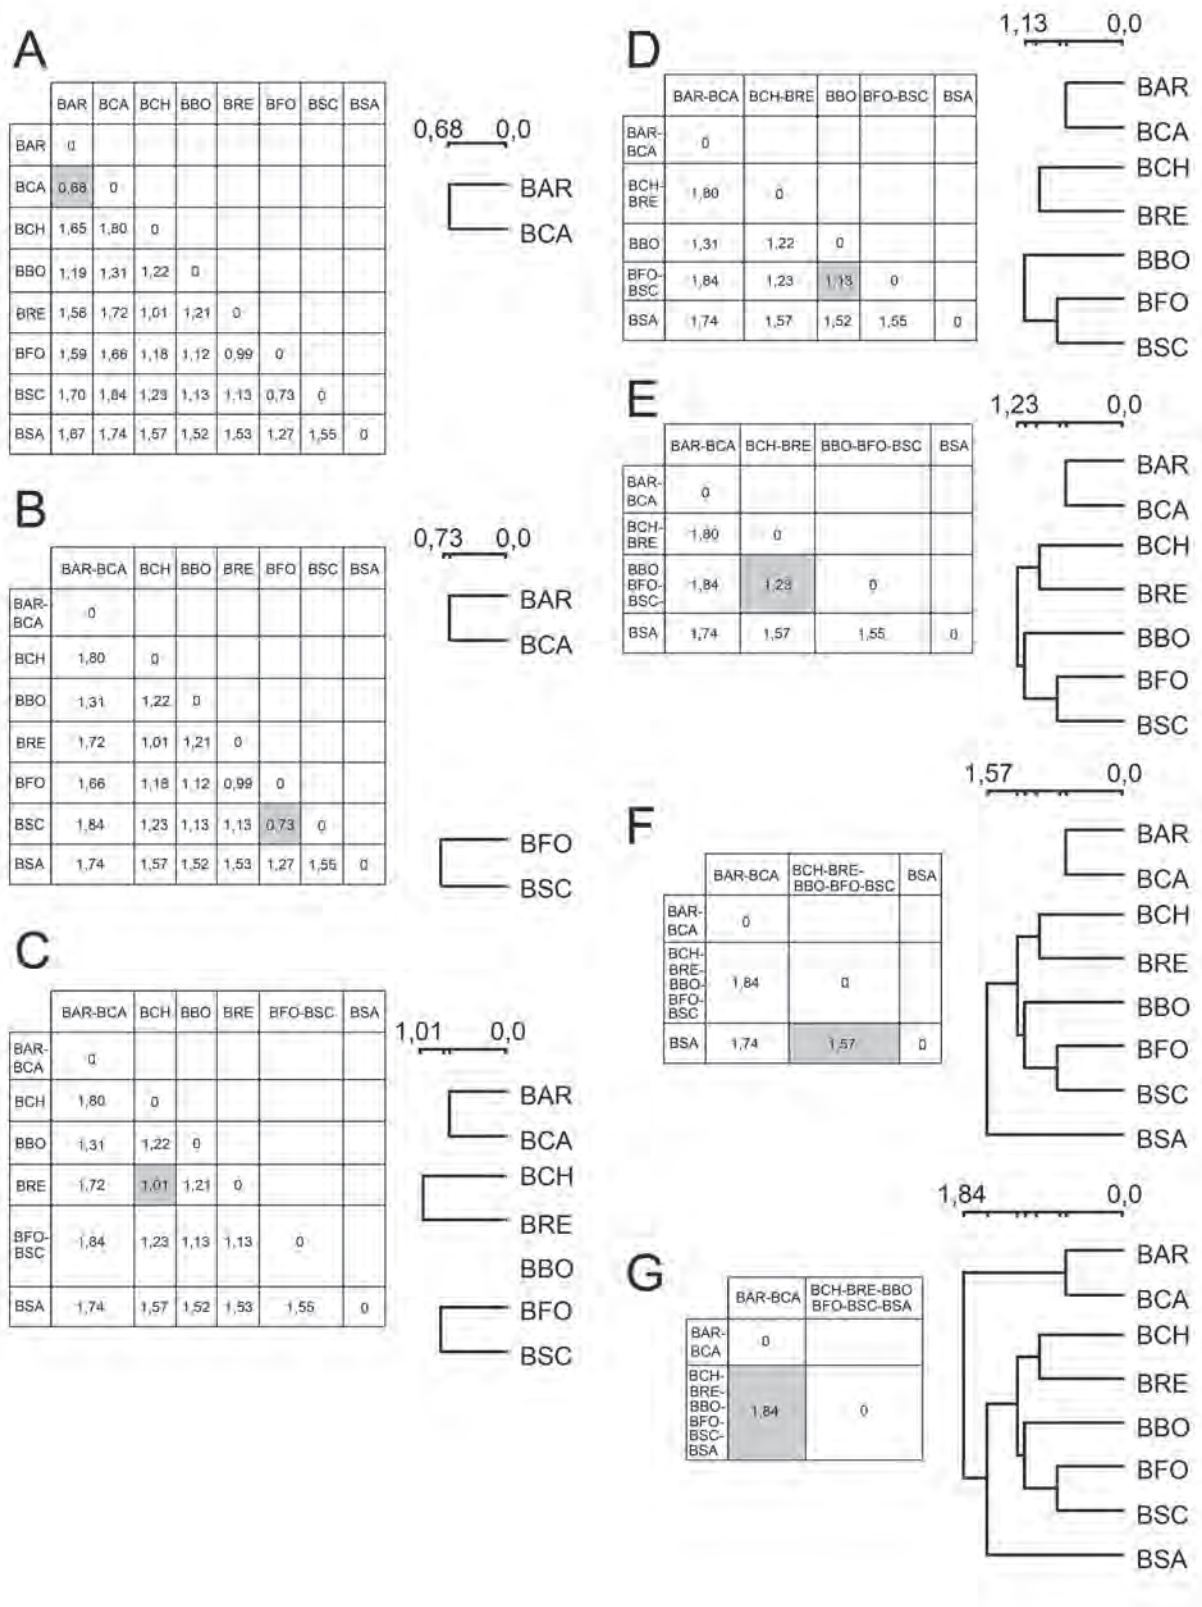 A
BAR BCA BCH BBO BRE BFO BSC BSA
BAR 0
BCA 0,68 0
BCH 1,65 1,80 0
BBO 1,19 1,31 1,22 0
BRE 1,58 1,72 1,01 1,21 0
BFO 1,59 1,66 1,18 1,12 0,99 0
BSC 1,70 1,84 1,23 1,13 1,13 0,73 0
BSA 1,67 1,74 1,57 1,52 1,53 1,27 1,55 0
0,68 0,0
BAR
BCA
B
BAR-BCA BCH BBO BRE BFO BSC BSA
BAR-
BCA 0
BCH 1,80 0
BBO 1,31 1,22 0
BRE 1,72 1,01 1,21 0
BFO 1,66 1,18 1,12 0,99 0
BSC 1,84 1,23 1,13 1,13 0,73 0
BSA 1,74 1,57 1,52 1,53 1,27 1,55 0
0,73 0,0
BAR
BCA
BFO
BSC
C
BAR-BCA BCH BBO BRE BFO-BSC BSA
BAR-
BCA 0
BCH 1,80 0
BBO 1,31 1,22 0
BRE 1,72 1,01 1,21 0
BFO-
BSC 1,84 1,23 1,13 1,13 0
BSA 1,74 1,57 1,52 1,53 1,55 0
1,01 0,0
BAR
BCA
BCH
BRE
BBO
BFO
BSC
D
BAR-BCA BCH-BRE BBO BFO-BSC BSA
BAR-
BCA 0
BCH-
BRE 1,80 0
BBO 1,31 1,22 0
BFO-
BSC 1,84 1,23 1,13 0
BSA 1,74 1,57 1,52 1,55 0
1,13 0,0
BAR
BCA
BCH
BRE
BBO
BFO
BSC
E
BAR-BCA BCH-BRE BBO-BFO-BSC BSA
BAR-
BCA 0
BCH-
BRE 1,80 0
BBO
BFO-
BSC- 1,84 1,23 0
BSA 1,74 1,57 1,55 0
1,23 0,0
BAR
BCA
BCH
BRE
BBO
BFO
BSC
F
BAR-BCA BCH-BRE- BSA
BBO-BFO-BSC
BAR-
BCA 0
BCH-
BRE-
BBO- 1,84 0
BFO-
BSC
BSA 1,74 1,57 0
1,57 0,0
BAR
BCA
BCH
BRE
BBO
BFO
BSC
BSA
G
BAR-BCA BCH-BRE-BBO
BFO-BSC-BSA
BAR-
BCA 0
BCH-
BRE-
BBO- 1,84 0
BFO-
BSC-
BSA
1,84 0,0
BAR
BCA
BCH
BRE
BBO
BFO
BSC
BSA